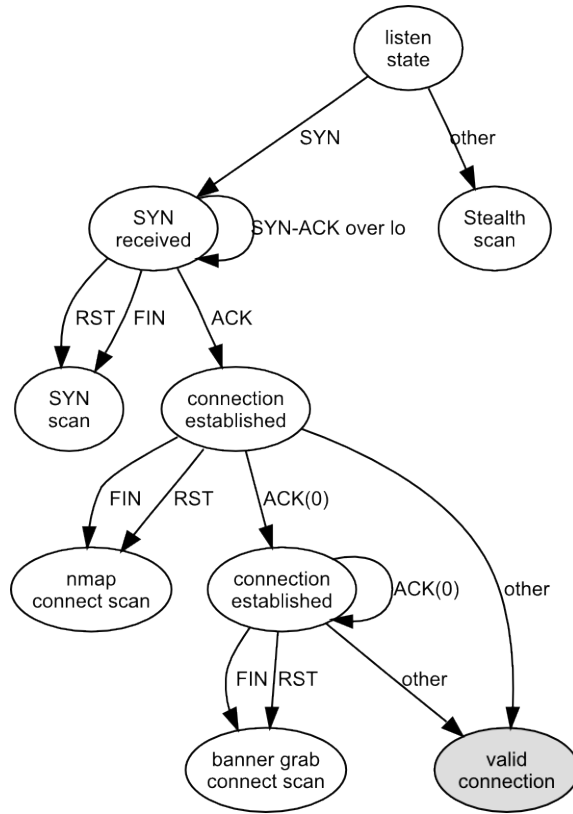 listen
state
SYN
other
SYN
received
SYN-ACK over lo
Stealth
scan
RST
FIN
ACK
SYN
scan
connection
established
FIN
RST
ACK(0)
other
nmap
connect scan
connection
established
ACK(0)
FIN
RST
other
banner grab
connect scan
valid
connection